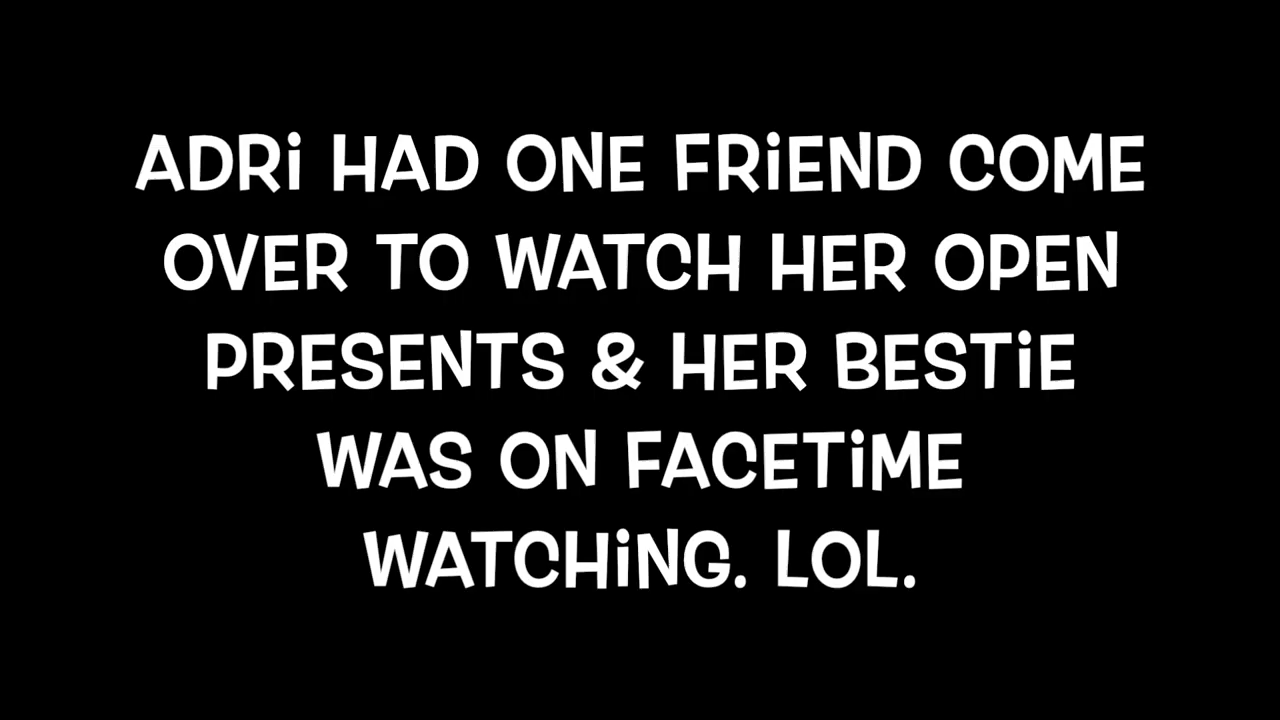 ADRi HAD ONE FRiEND COME
OVER TO WATCH HER OPEN
PRESENTS & HER BESTiE
WAS ON FACETiME
WATCHiNG. LOL.